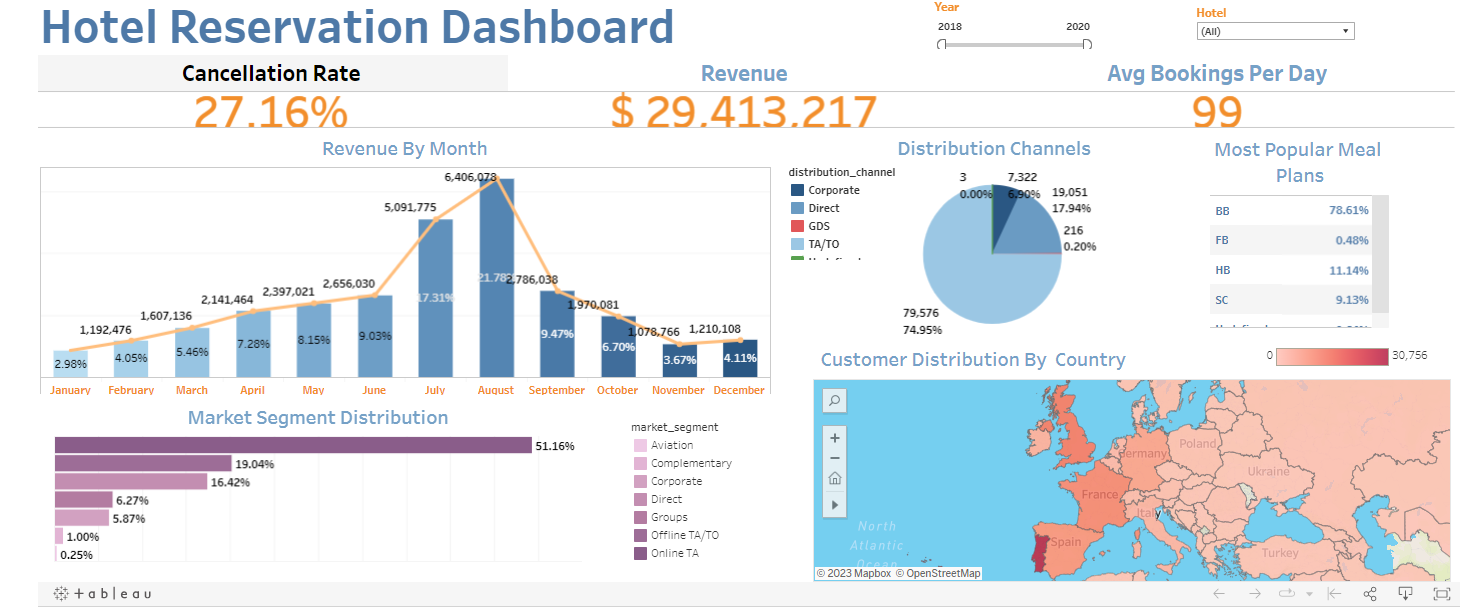 Hotel Reservation Dashboard
Year
2018 2020
Hotel
(All)
Cancellation Rate
Revenue
Avg Bookings Per Day
27.16%
$ 29,413,217
99
Revenue By Month
6,406,078
5,091,775
2,656,030
2,786,038
2,397,021
2,141,464
1,970,081
1,607,136
1,192,476
1,078,766
1,210,108
2.98%
4.05%
5.46%
7.28%
8.15%
9.03%
17.31%
21.78%
9.47%
6.70%
3.67%
4.11%
January February March April May June July August September October November December
Distribution Channels
distribution_channel
Corporate
Direct
GDS
TA/TO
3
0.00%
7,322
6.90%
19,051
17.94%
216
0.20%
79,576
74.95%
Most Popular Meal
Plans
BB 78.61%
FB 0.48%
HB 11.14%
SC 9.13%
Market Segment Distribution
51.16%
19.04%
16.42%
6.27%
5.87%
1.00%
0.25%
market_segment
Aviation
Complementary
Corporate
Direct
Groups
Offline TA/TO
Online TA
Customer Distribution By Country
0 30,756
Poland
Germany
Ukraine
France
Italy
Spain
Turkey
North
Atlantic
Ocean
© 2023 Mapbox © OpenStreetMap
+ableau